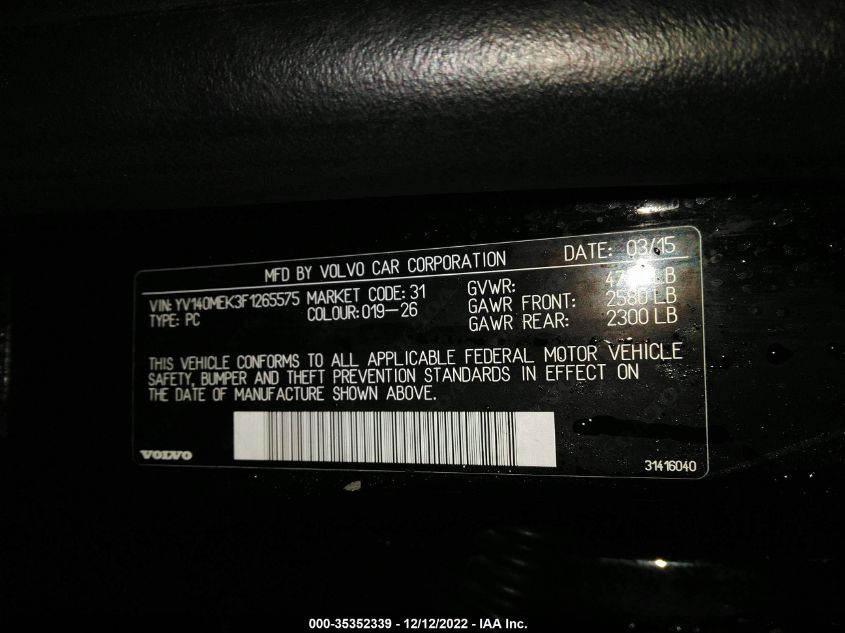 MFD BY VOLVO CAR CORPORATION DATE: 03/15
VIN: YV140MEK3F1265575 MARKET CODE: 31 GVWR: LB
TYPE: PC COLOUR: 019-26 GAWR FRONT: 2580 LB
GAWR REAR: 2300 LB
THIS VEHICLE CONFORMS TO ALL APPLICABLE FEDERAL MOTOR VEHICLE
SAFETY, BUMPER AND THEFT PREVENTION STANDARDS IN EFFECT ON
THE DATE OF MANUFACTURE SHOWN ABOVE.
VOLVO
31416040
000-35352339 - 12/12/2022 - IAA Inc.